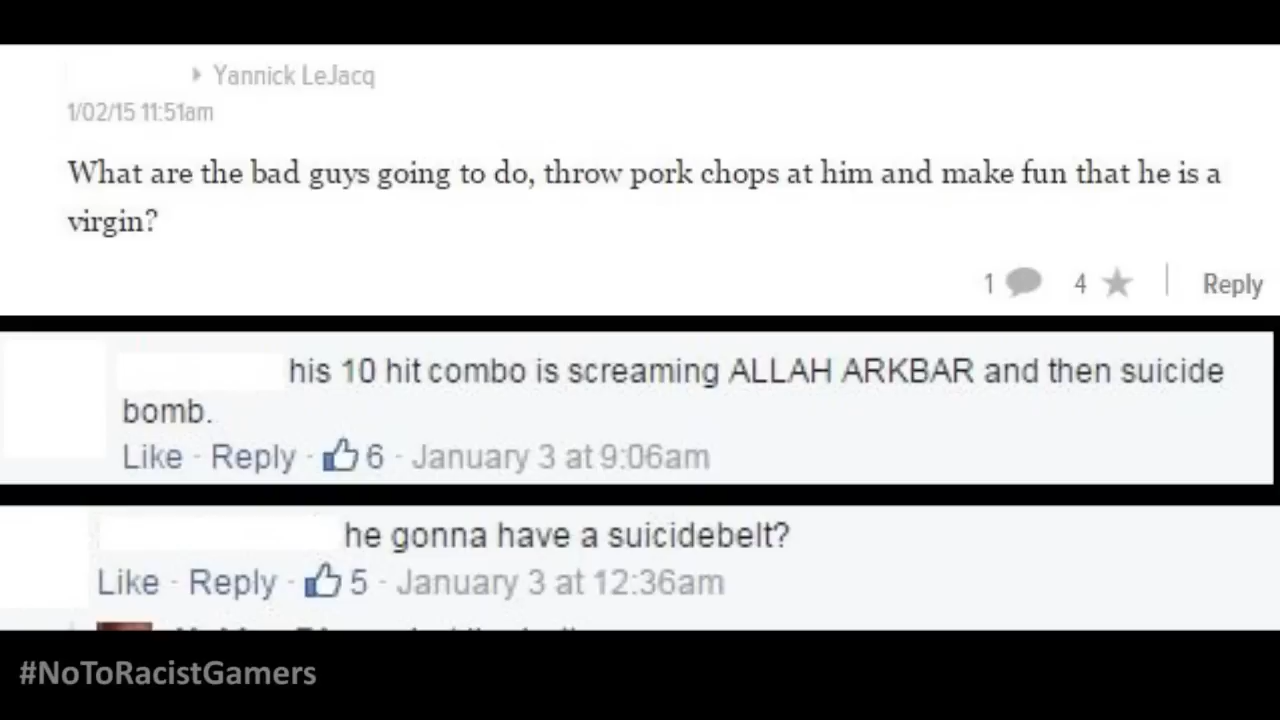 Yannick LeJacq
1/02/15 11:51am
What are the bad guys going to do, throw pork chops at him and make fun that he is a
virgin?
1 4 Reply
his 10 hit combo is screaming ALLAH ARKBAR and then suicide
bomb.
Like · Reply · 6 · January 3 at 9:06am
he gonna have a suicidebelt?
Like · Reply · 5 · January 3 at 12:36am
#NoToRacistGamers